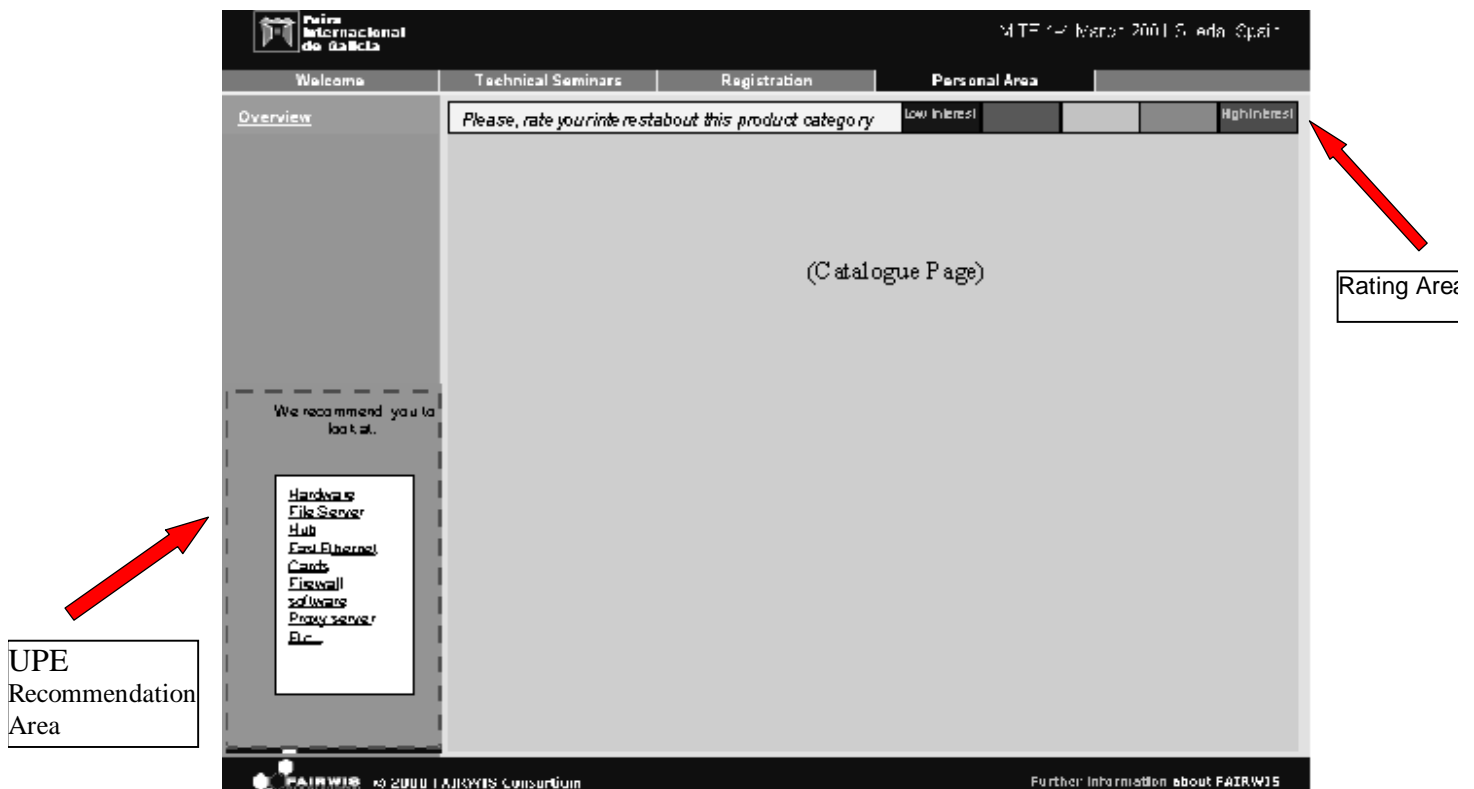 Feira
Internacional
de Galicia
2001
Spain
Welcome
Technical Seminars
Registration
Personal Area
Overview
Please, rate your interest about this product category
Low Interest
High Interest
(Catalogue Page)
Rating Area
We recommend you to
look at.
Hardware
File Server
Hub
Fast Ethernet
Cards
Firewall
software
Proxy server
Etc...
UPE
Recommendation
Area
FAIRWIS © 2000 FAIRWIS Consortium
Further information about FAIRWIS